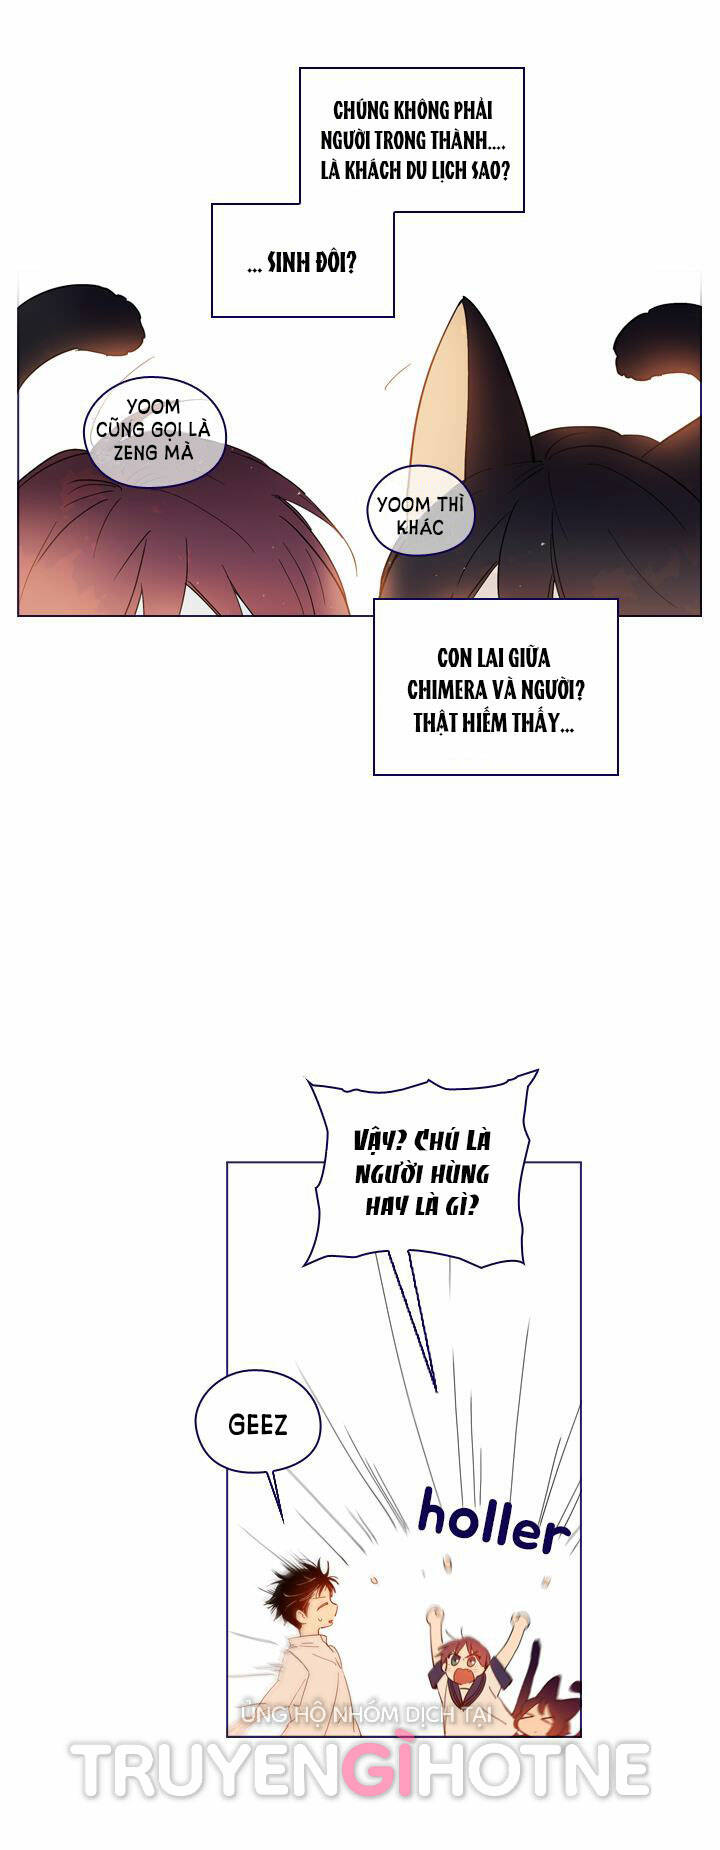 CHÚNG KHÔNG PHẢI
NGƯỜI TRONG THÀNH....
LÀ KHÁCH DU LỊCH SAO?
... SINH ĐÔI?
YOOM
CŨNG GỌI LÀ
ZENG MÀ
YOOM THÌ
KHÁC
CON LAI GIỮA
CHIMERA VÀ NGƯỜI?
THẬT HIẾM THẤY...
VẬY? CHÚ LÀ
NGƯỜI HÙNG
HAY LÀ GÌ?
GEEZ
holler
ỦNG HỘ NHÓM DỊCH TẠI
TRUYENGÌHOTNE